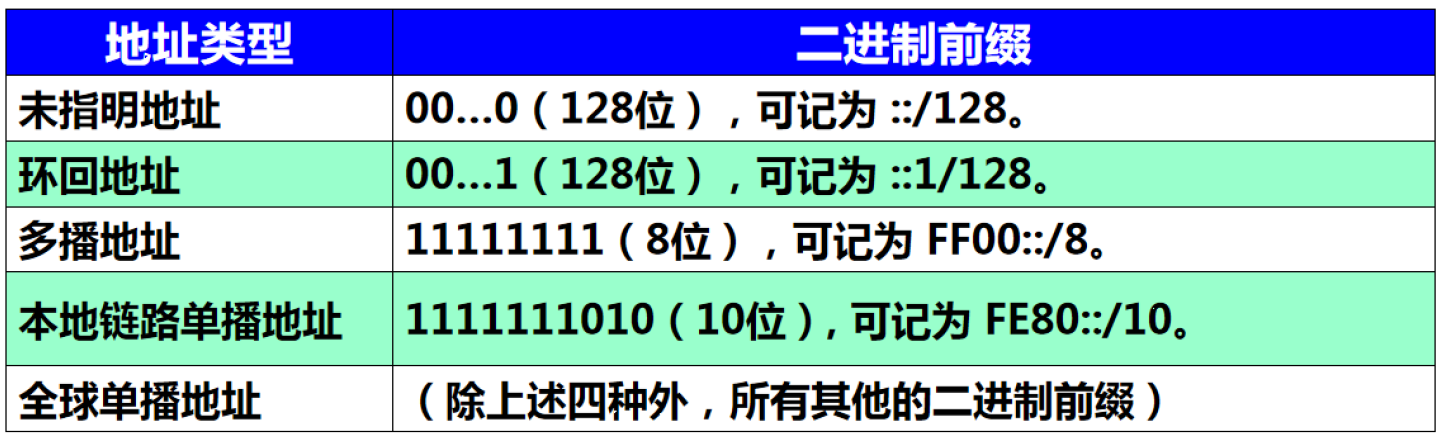 地址类型 二进制前缀
未指明地址 00...0（128位），可记为 ::/128。
环回地址 00...1（128位），可记为 ::1/128。
多播地址 11111111（8位），可记为 FF00::/8。
本地链路单播地址 1111111010（10位）, 可记为 FE80::/10。
全球单播地址 （除上述四种外，所有其他的二进制前缀）